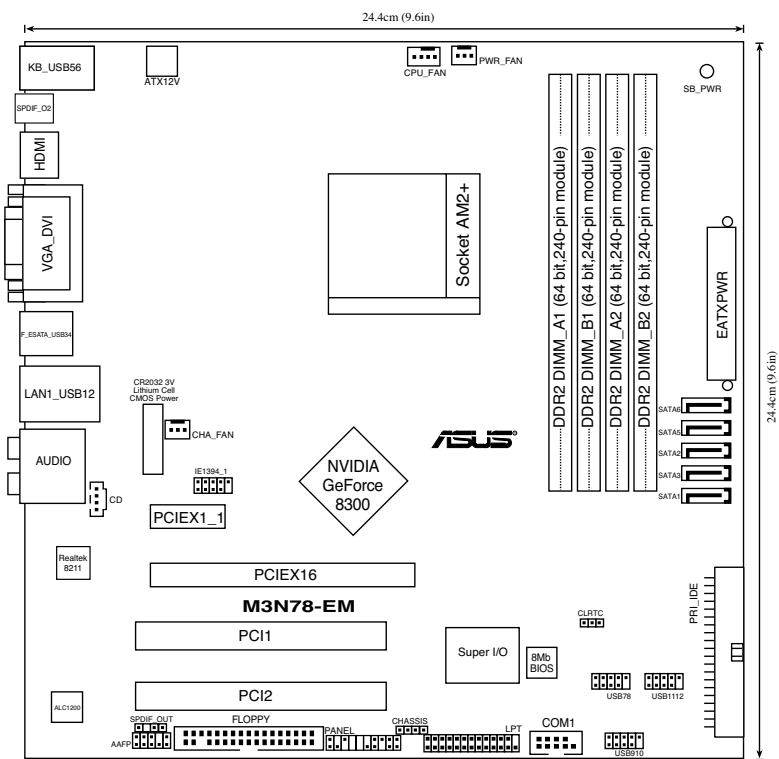 24.4cm (9.6in)
KB_USB56
ATX12V
CPU_FAN
PWR_FAN
SB_PWR
SPDIF_O2
HDMI
VGA_DVI
Socket AM2+
DDR2 DIMM_A1 (64 bit,240-pin module)
DDR2 DIMM_B1 (64 bit,240-pin module)
DDR2 DIMM_A2 (64 bit,240-pin module)
DDR2 DIMM_B2 (64 bit,240-pin module)
EATXPWR
24.4cm (9.6in)
F_ESATA_USB34
LAN1_USB12
CR2032 3V
Lithium Cell
CMOS Power
CHA_FAN
SATA6
SATA5
SATA2
SATA3
SATA1
ASUS
AUDIO
CD
IE1394_1
NVIDIA
GeForce
8300
PCIEX1_1
Realtek
8211
PCIEX16
M3N78-EM
PCI1
CLRTC
PRI_IDE
Super I/O
8Mb
BIOS
USB78
USB1112
PCI2
ALC1200
SPDIF_OUT
AAFP
FLOPPY
PANEL
CHASSIS
LPT
COM1
USB910